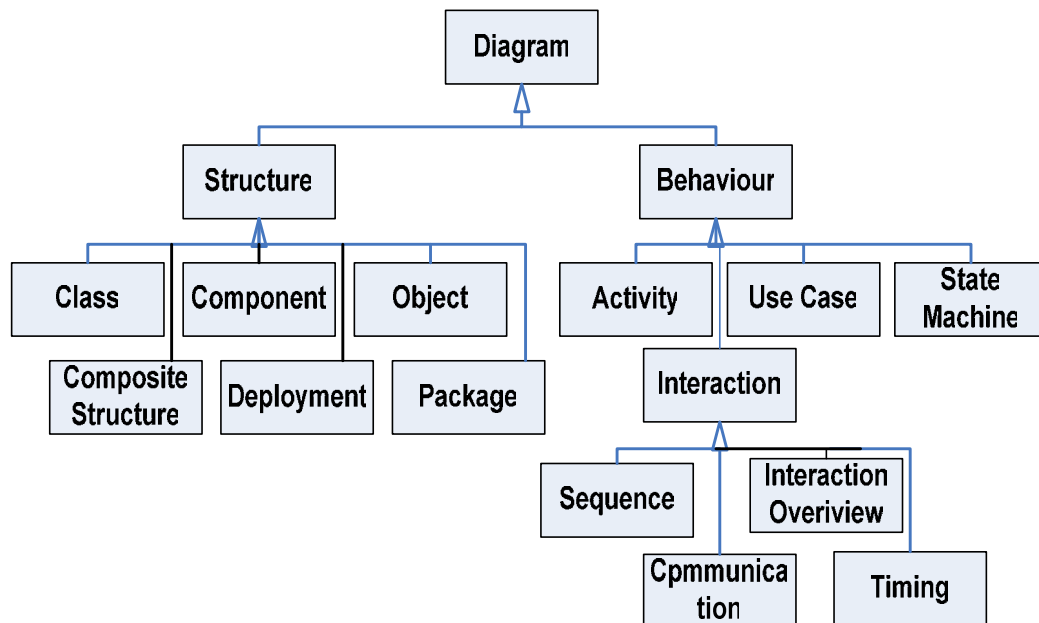 Diagram
Structure
Behaviour
Class
Component
Object
Activity
Use Case
State
Machine
Composite
Structure
Deployment
Package
Interaction
Sequence
Interaction
Overiview
Cpmmunica
tion
Timing